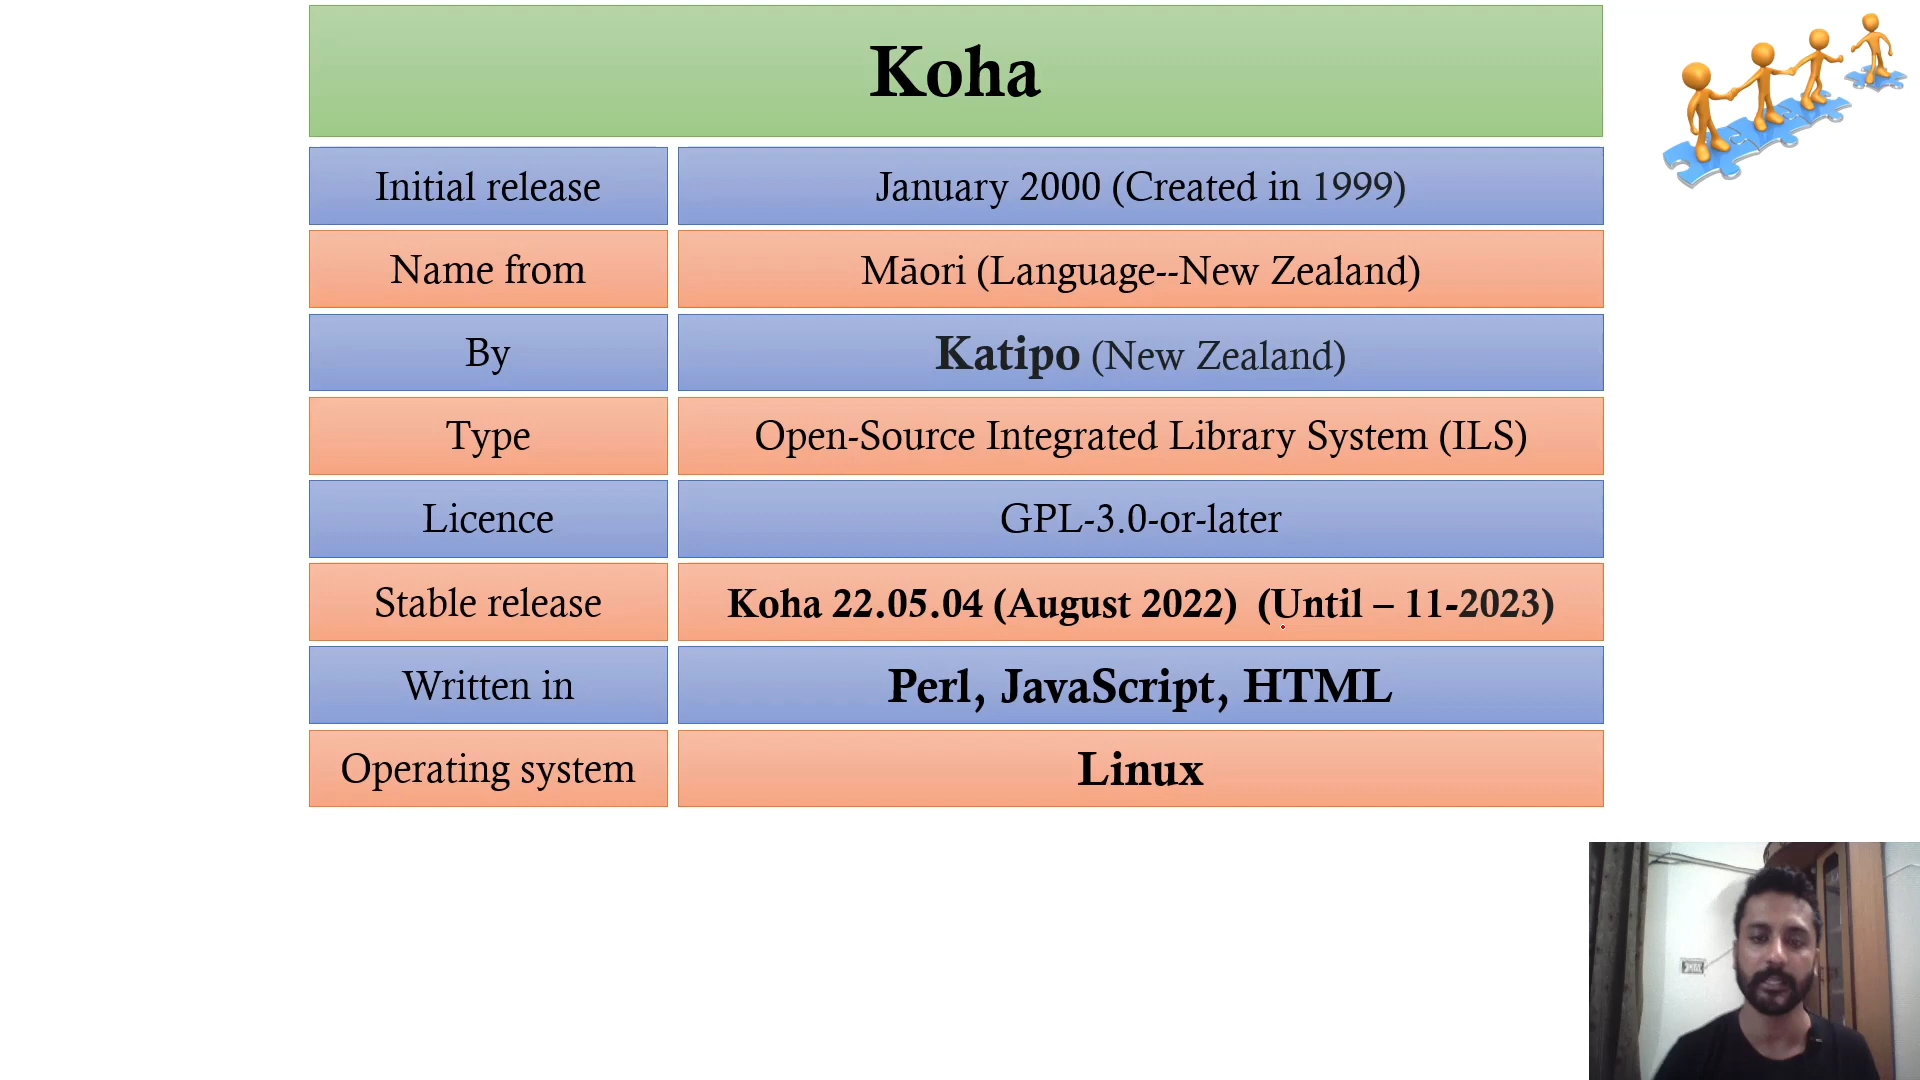 Koha
Initial release
January 2000 (Created in 1999)
Name from
Māori (Language--New Zealand)
By
Katipo (New Zealand)
Type
Open-Source Integrated Library System (ILS)
Licence
GPL-3.0-or-later
Stable release
Koha 22.05.04 (August 2022) (Until – 11-2023)
Written in
Perl, JavaScript, HTML
Operating system
Linux